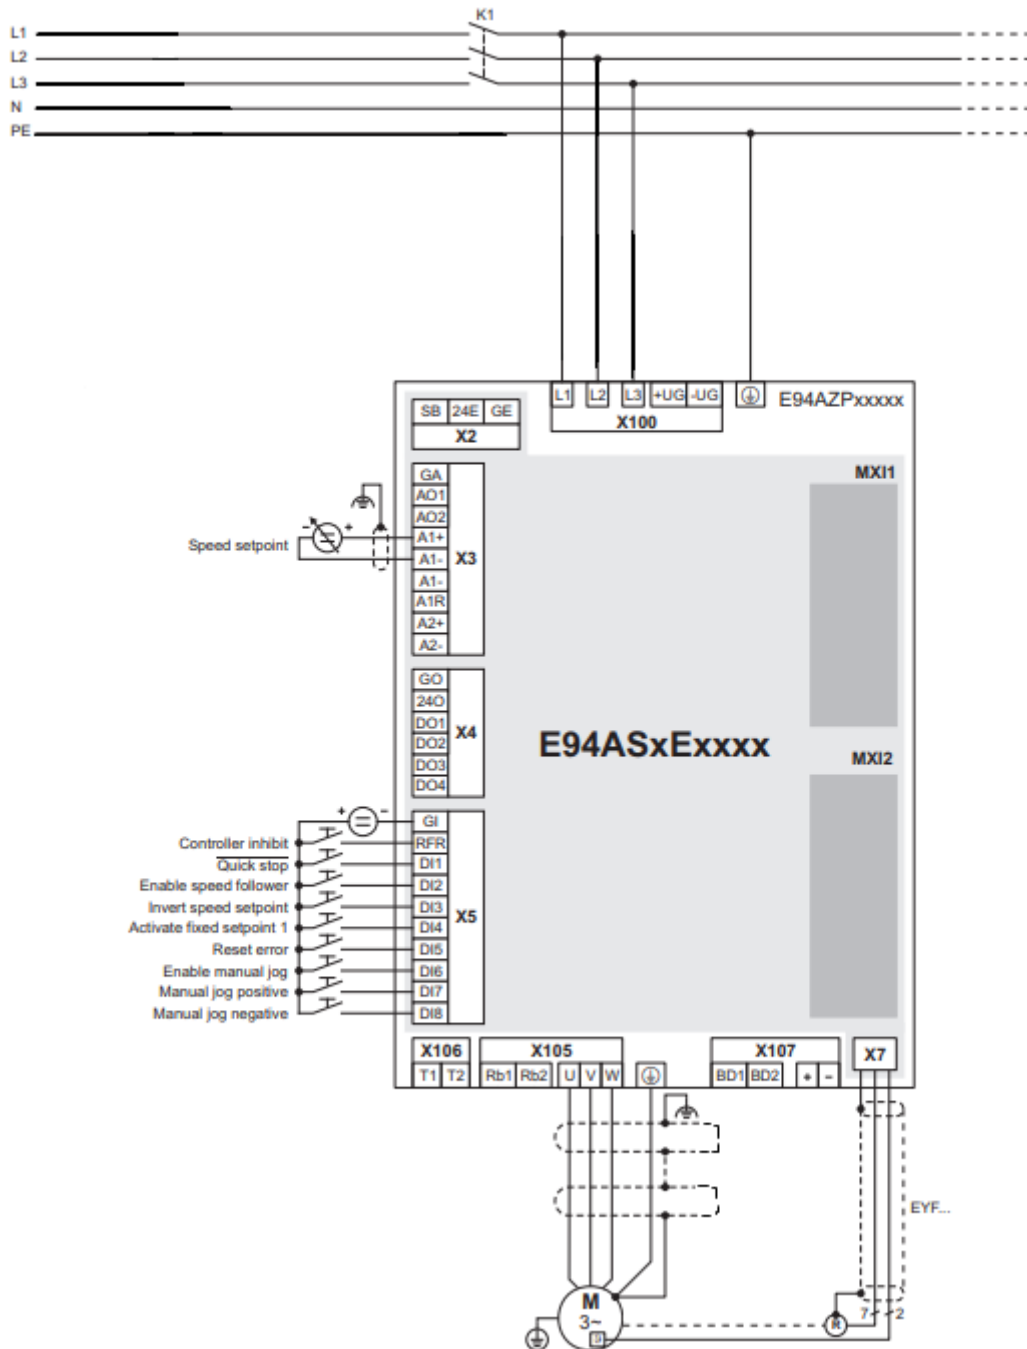 K1
L1
L2
L3
N
PE
L1 L2 L3 +UG -UG E94AZPxxxxx
X100
SB 24E GE
X2
MXI1
GA
AO1
AO2
Speed setpoint - + A1+
A1-
X3
A1-
A1R
A2+
A2-
GO
24O
DO1
X4
DO2
DO3
DO4
E94ASxExxxx
MXI2
+ - GI
Controller inhibit RFR
Quick stop DI1
Enable speed follower DI2
Invert speed setpoint DI3
X5
Activate fixed setpoint 1 DI4
Reset error DI5
Enable manual jog DI6
Manual jog positive DI7
Manual jog negative DI8
X106 X105 X107 X7
T1 T2 Rb1 Rb2 U V W BD1 BD2 + -
EYF...
M
3~
R
7 2